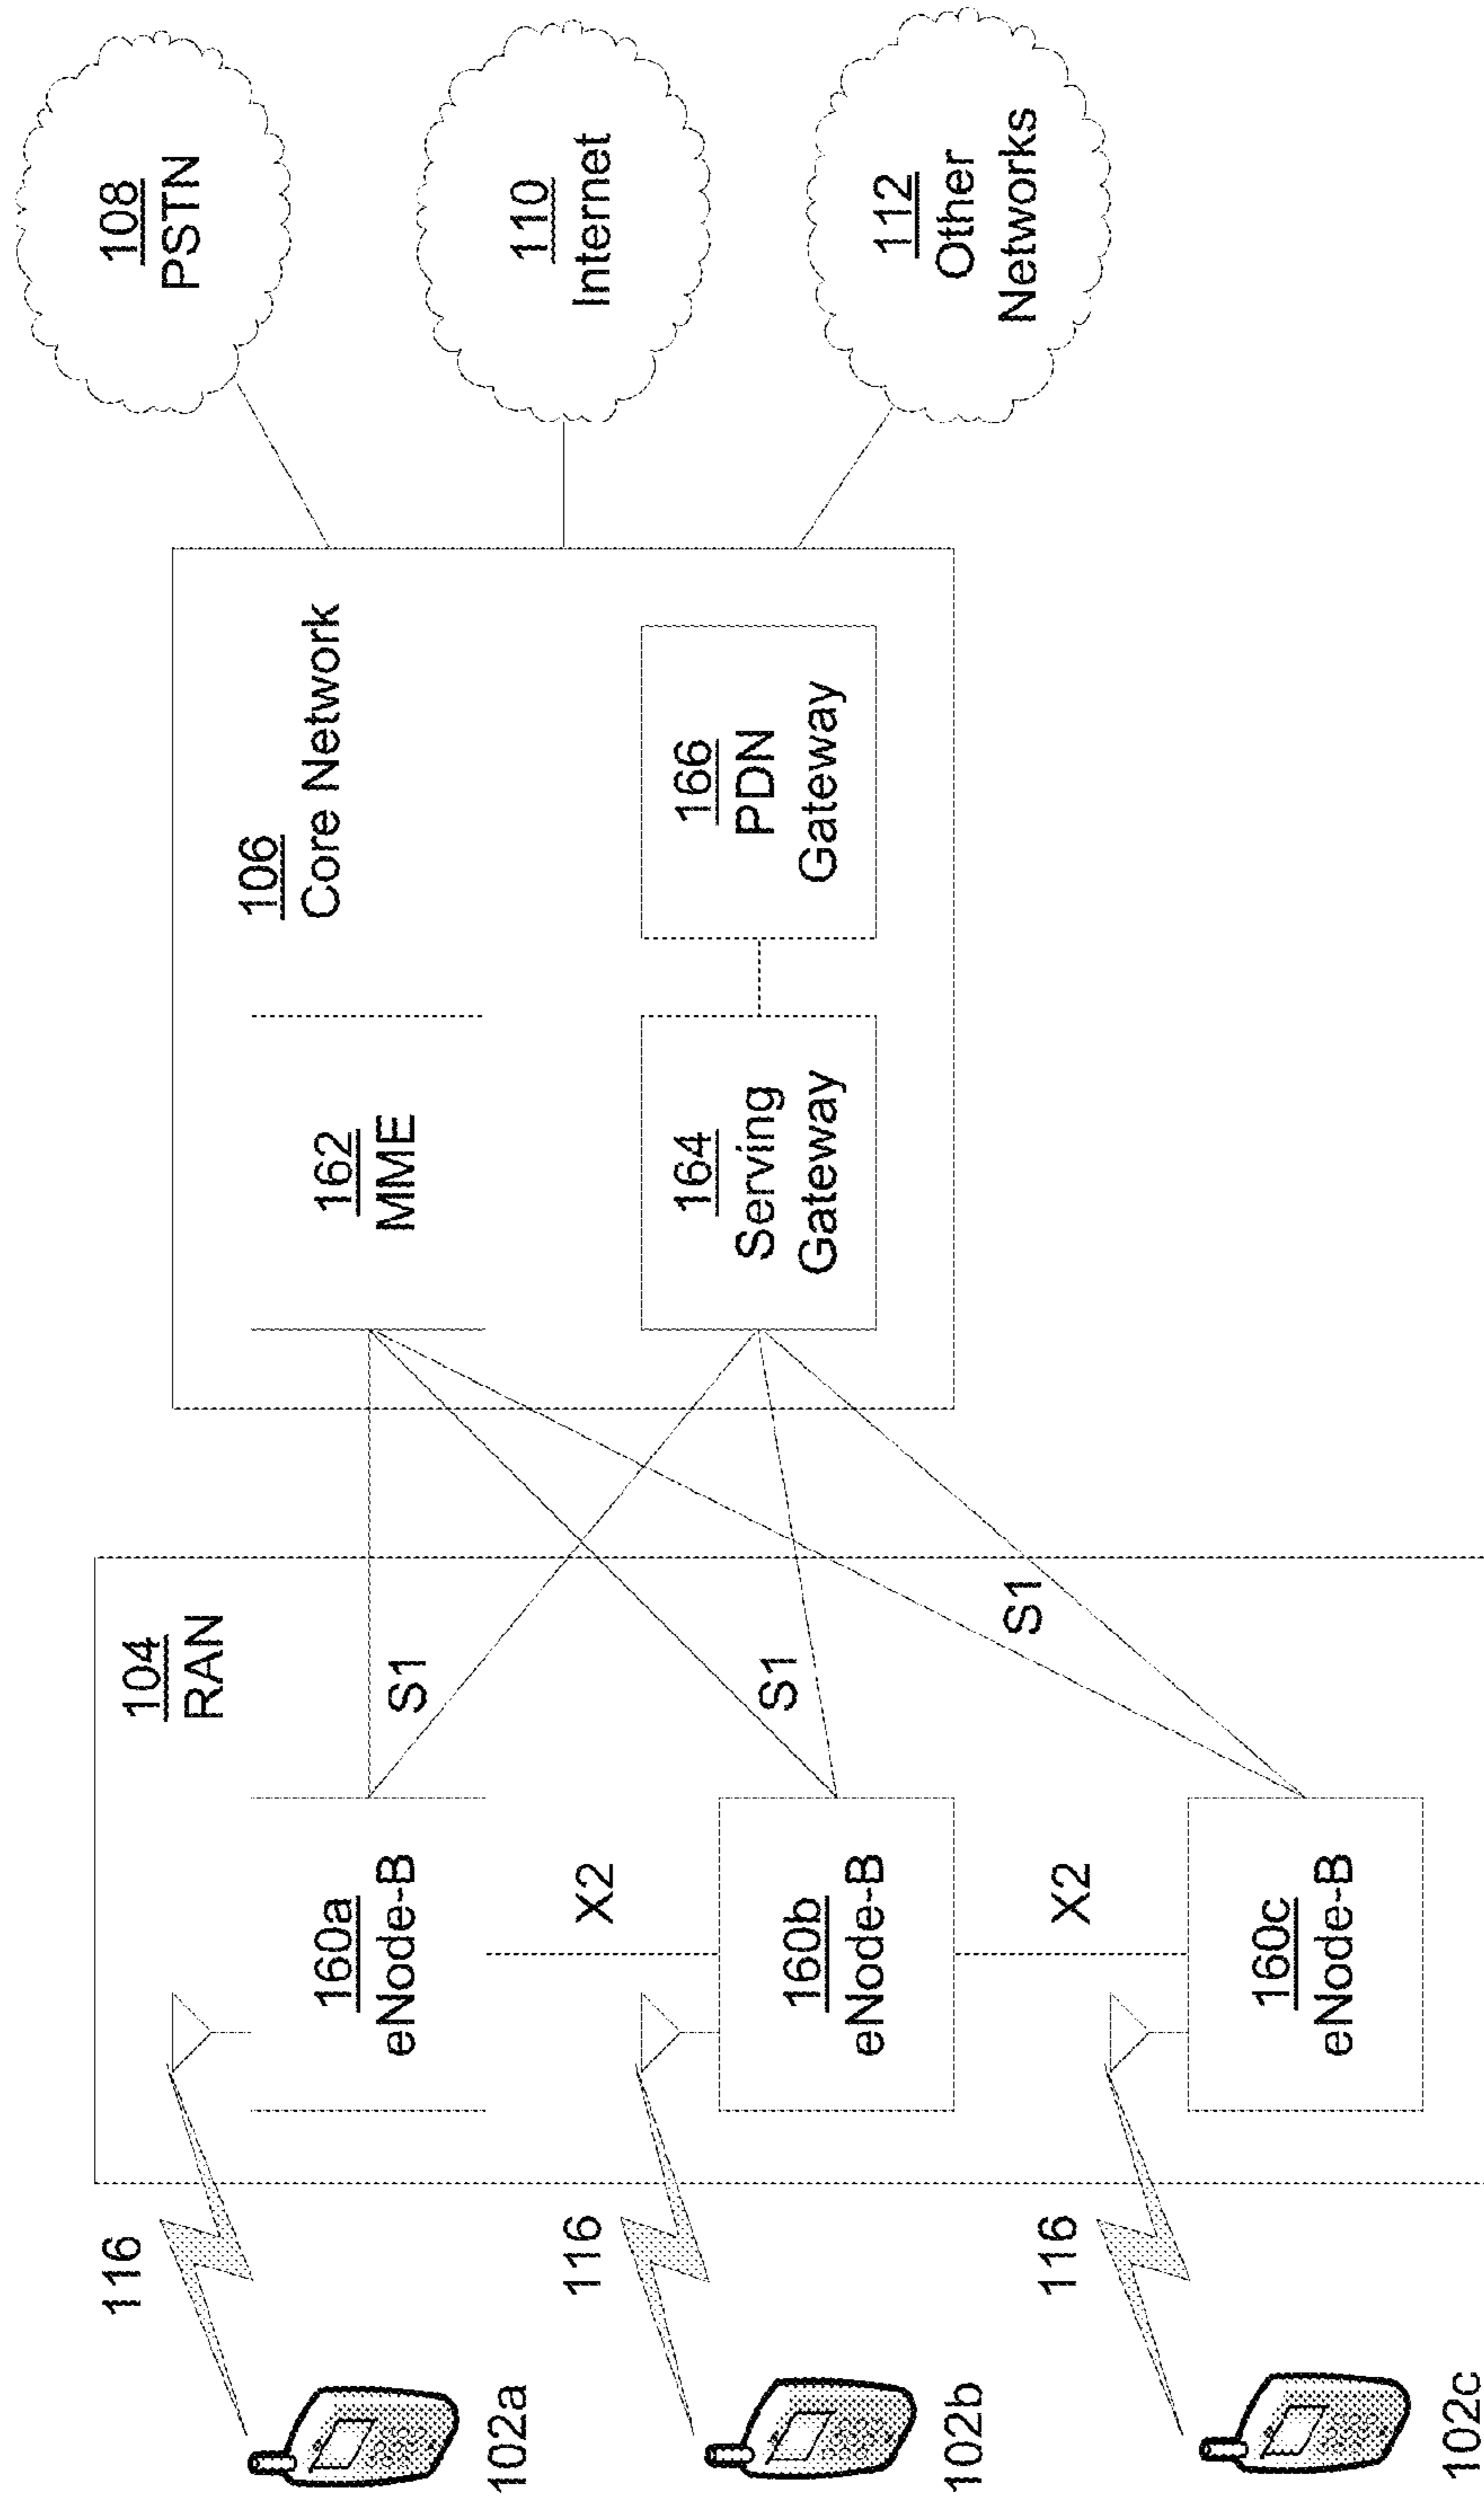 104
RAN
116
160a
eNode-B
102a
S1
X2
116
160b
eNode-B
102b
S1
X2
116
160c
eNode-B
102c
S1
106
Core Network
162
MME
164
Serving
Gateway
166
PDN
Gateway
108
PSTN
110
Internet
112
Other
Networks